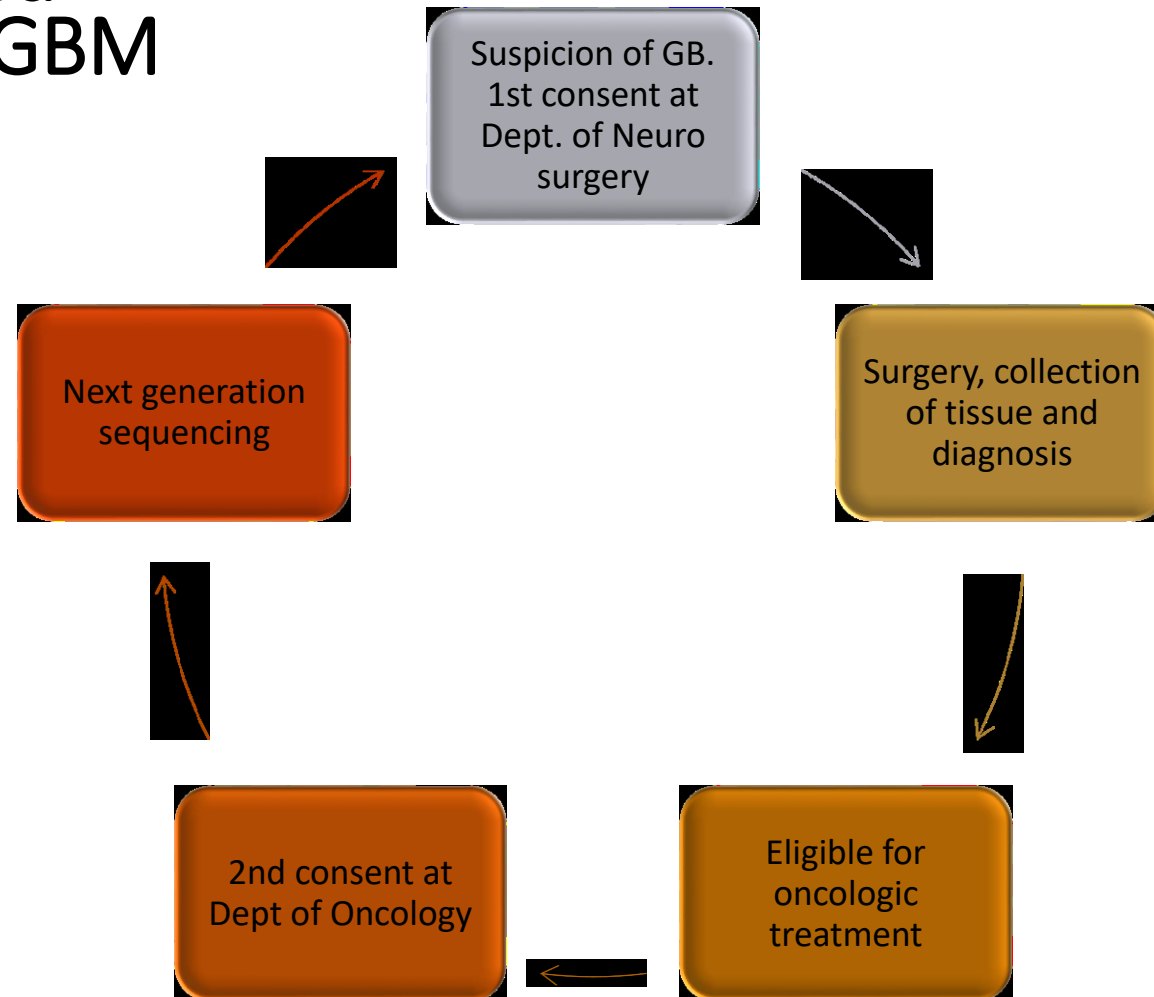 GBM
Suspicion of GB.
1st consent at
Dept. of Neuro
surgery
Surgery, collection
of tissue and
diagnosis
Eligible for
oncologic
treatment
2nd consent at
Dept of Oncology
Next generation
sequencing